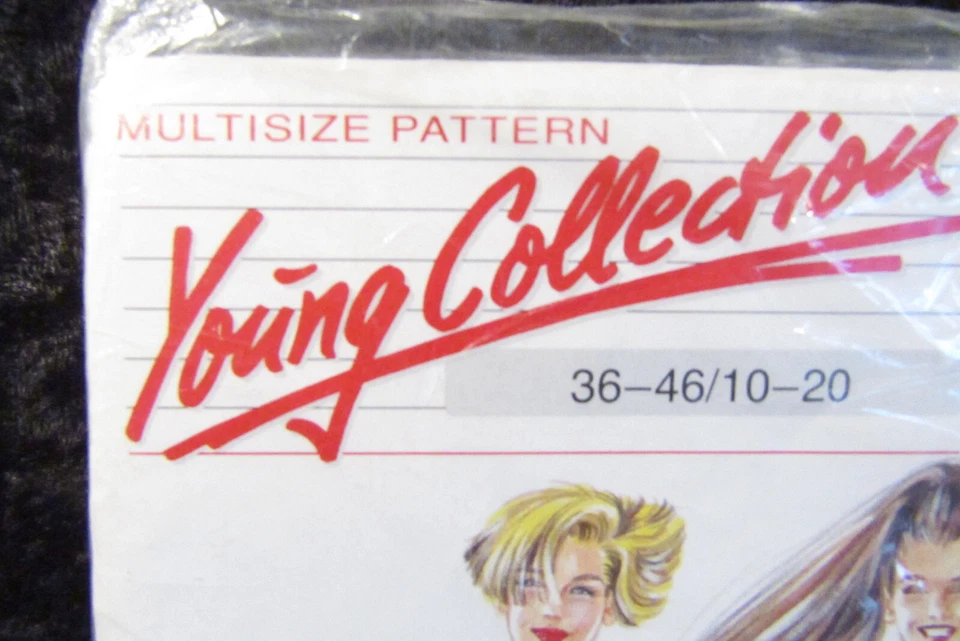 MULTISIZE PATTERN
Young Collection
36–46/10–20